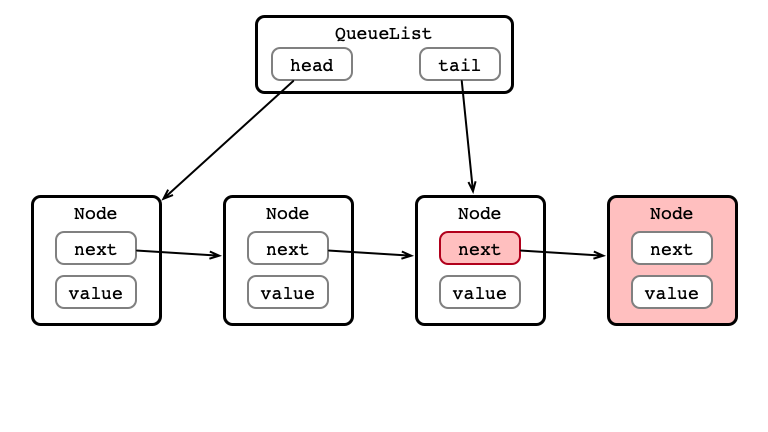 QueueList
head tail
Node Node Node Node
next next next next
value value value value